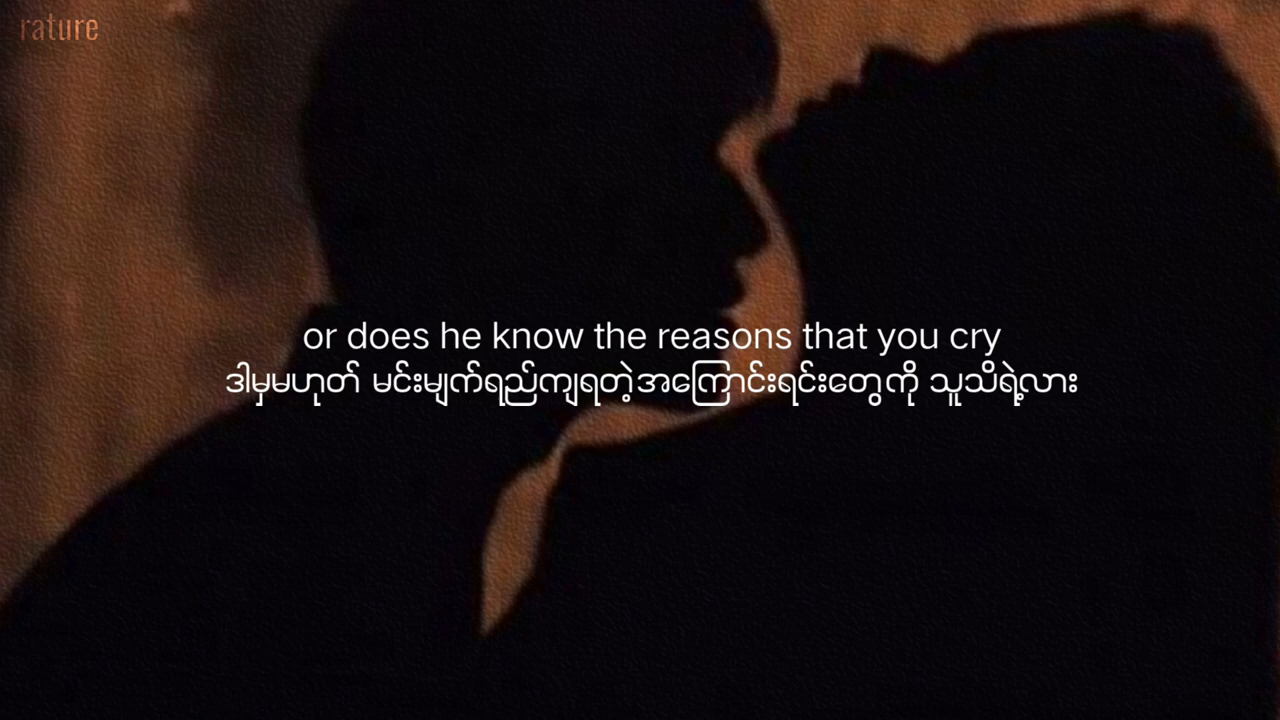 rature
or does he know the reasons that you cry
ဒါမှမဟုတ် မင်းမျက်ရည်ကျရတဲ့အကြောင်းရင်းတွေကို သူသိရဲ့လား